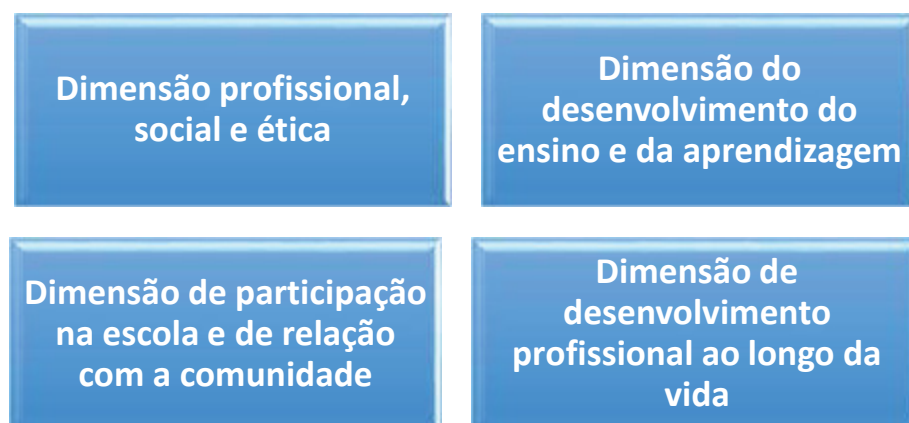 Dimensão profissional,
social e ética
Dimensão do
desenvolvimento do
ensino e da aprendizagem
Dimensão de participação
na escola e de relação
com a comunidade
Dimensão de
desenvolvimento
profissional ao longo da
vida